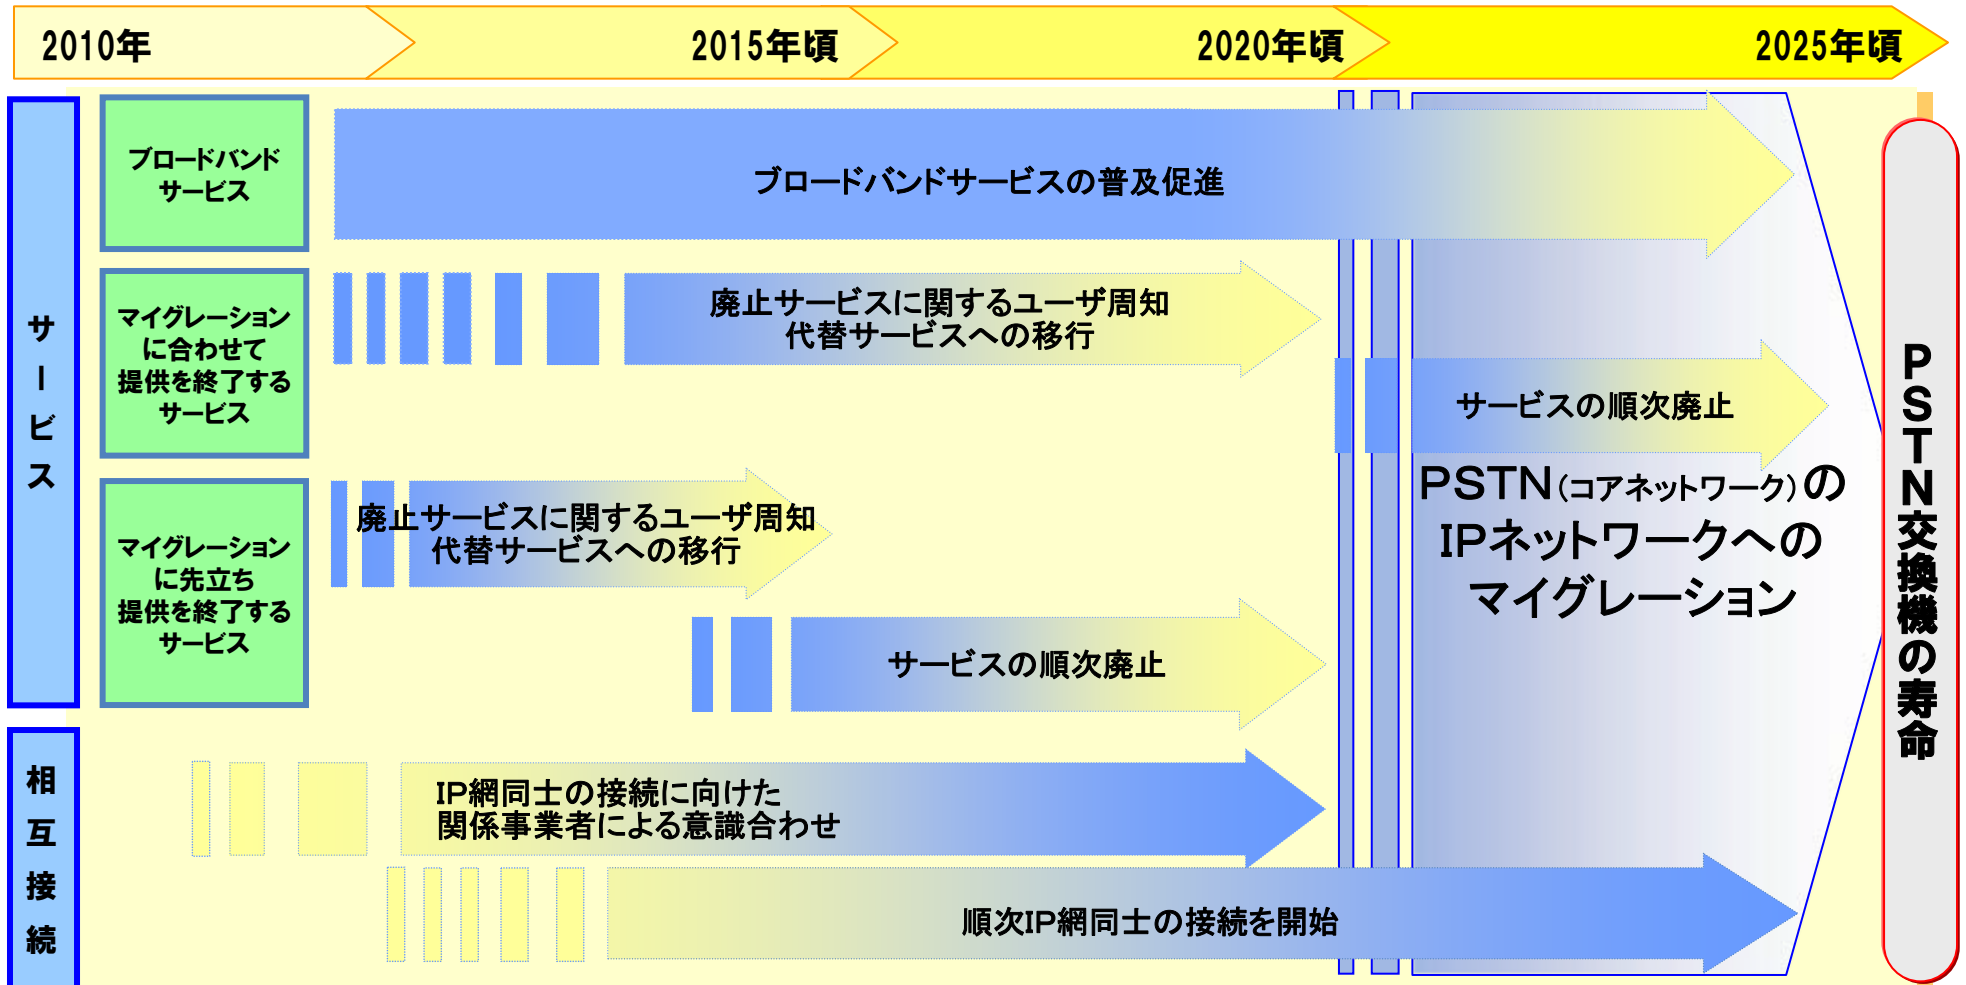 2010年
2015年頃
2020年頃
2025年頃
サービス
ブロードバンド
サービス
ブロードバンドサービスの普及促進
マイグレーション
に合わせて
提供を終了する
サービス
廃止サービスに関するユーザ周知
代替サービスへの移行
サービスの順次廃止
マイグレーション
に先立ち
提供を終了する
サービス
廃止サービスに関するユーザ周知
代替サービスへの移行
サービスの順次廃止
PSTN(コアネットワーク)の
IPネットワークへの
マイグレーション
PSTN交換機の寿命
相互接続
IP網同士の接続に向けた
関係事業者による意識合わせ
順次IP網同士の接続を開始